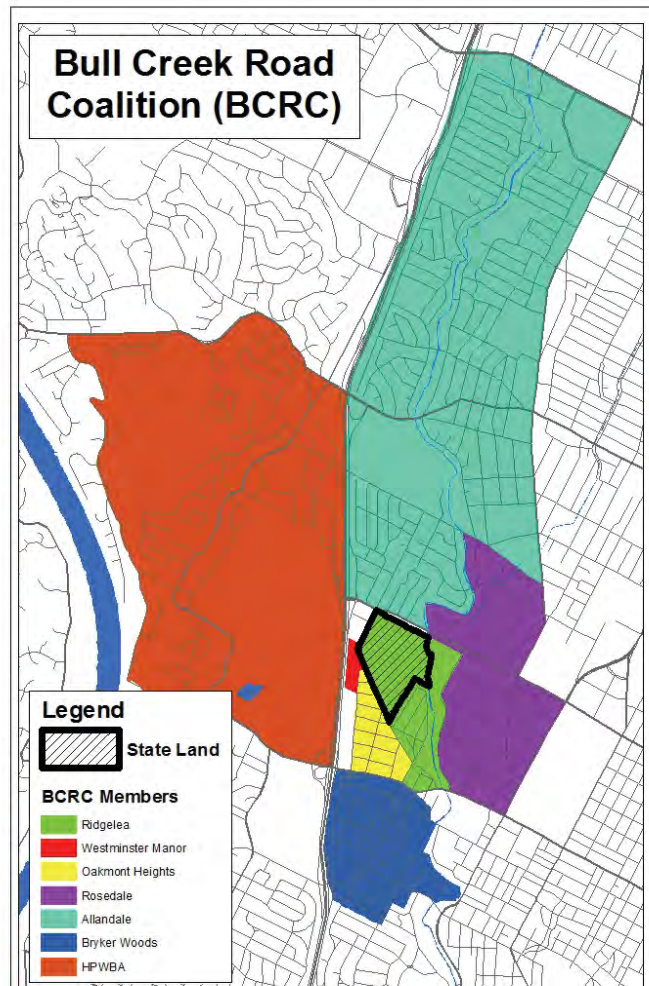 Bull Creek Road
Coalition (BCRC)
Legend
State Land
BCRC Members
Ridgelea
Westminster Manor
Oakmont Heights
Rosedale
Allandale
Bryker Woods
HPWBA